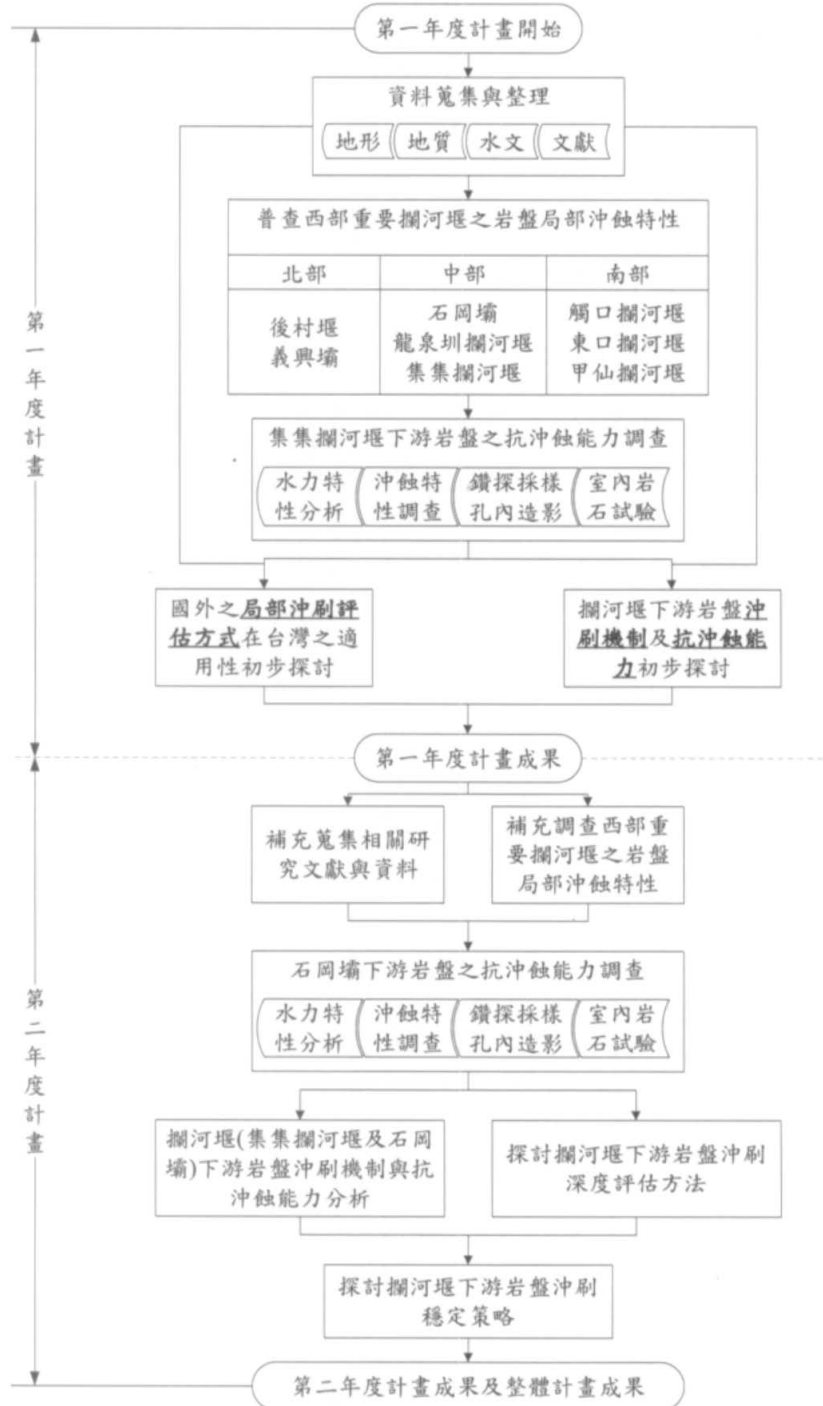 第一年度計畫開始
資料蒐集與整理
地形 地質 水文 文獻
普查西部重要攔河堰之岩盤局部沖蝕特性
北部 中部 南部
後村堰
義興壩
石岡壩
龍泉圳攔河堰
集集攔河堰
觸口攔河堰
東口攔河堰
甲仙攔河堰
集集攔河堰下游岩盤之抗沖蝕能力調查
水力特
性分析
沖蝕特
性調查
鑽探採樣
孔內造影
室內岩
石試驗
國外之局部沖刷評
估方式在台灣之適
用性初步探討
攔河堰下游岩盤沖
刷機制及抗沖蝕能
力初步探討
第一年度計畫
第一年度計畫成果
補充蒐集相關研
究文獻與資料
補充調查西部重
要攔河堰之岩盤
局部沖蝕特性
石岡壩下游岩盤之抗沖蝕能力調查
水力特
性分析
沖蝕特
性調查
鑽探採樣
孔內造影
室內岩
石試驗
攔河堰(集集攔河堰及石岡
壩)下游岩盤沖刷機制與抗
沖蝕能力分析
探討攔河堰下游岩盤沖刷
深度評估方法
探討攔河堰下游岩盤沖刷
穩定策略
第二年度計畫
第二年度計畫成果及整體計畫成果